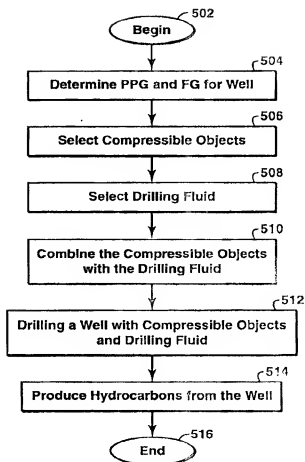 502
Begin
504
Determine PPG and FG for Well
506
Select Compressible Objects
508
Select Drilling Fluid
510
Combine the Compressible Objects
with the Drilling Fluid
512
Drilling a Well with Compressible Objects
and Drilling Fluid
514
Produce Hydrocarbons from the Well
End
516